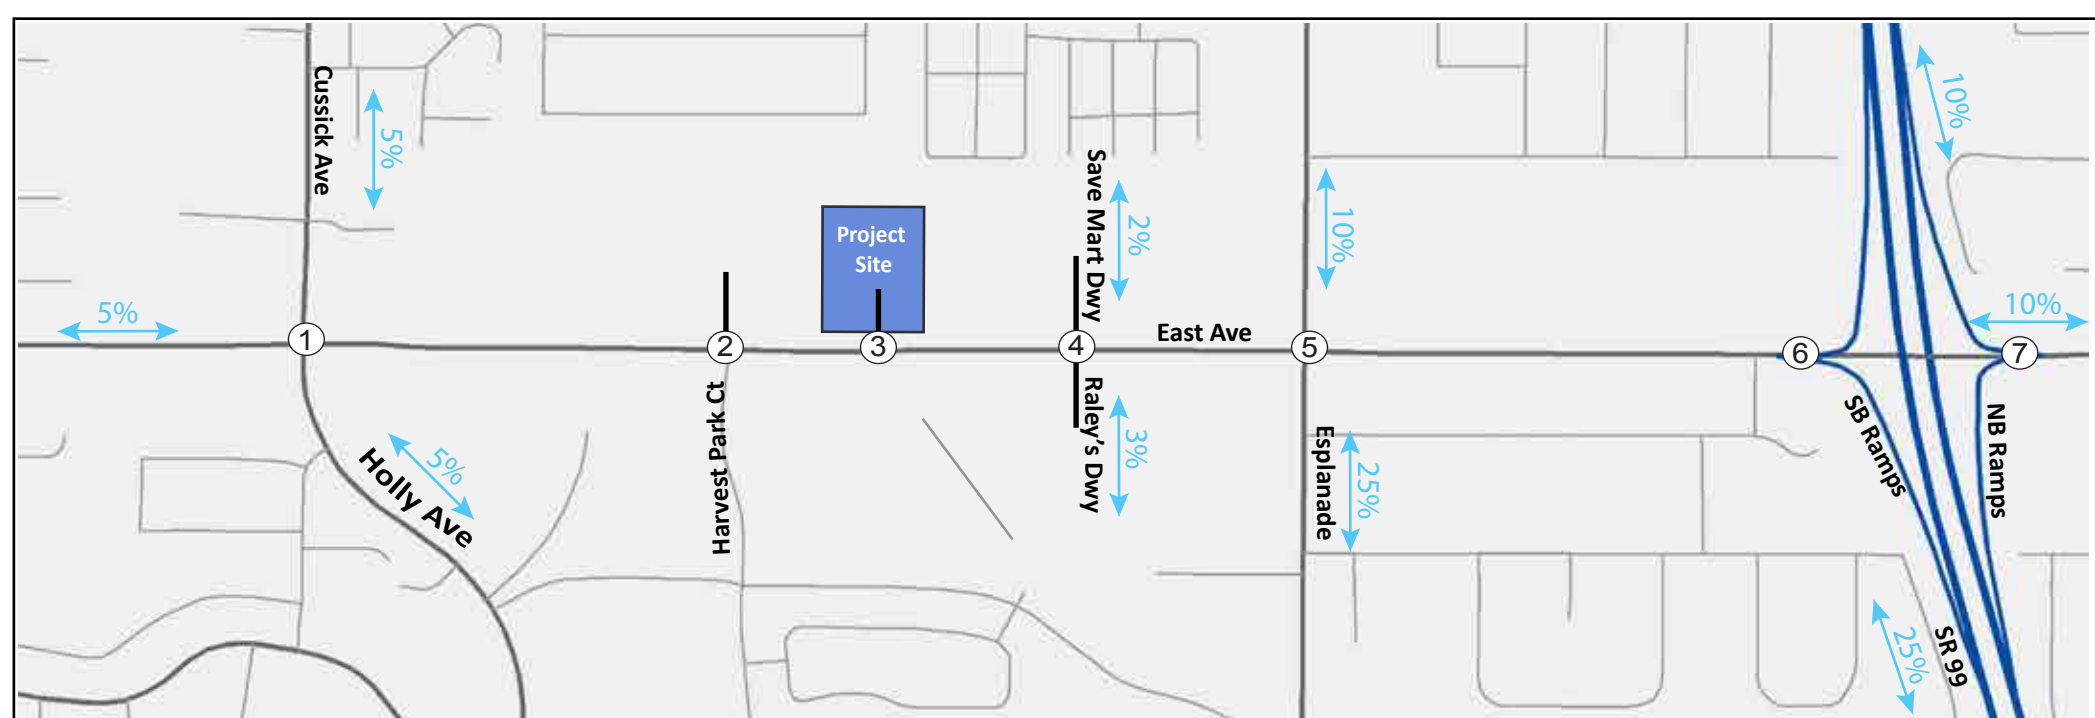 Cussick Ave
5%
10%
Save Mart Dwy
2%
10%
Project
Site
5%
10%
East Ave
1
2
3
4
5
6
7
Harvest Park Ct
Raley's Dwy
3%
Esplanade
25%
SB Ramps
NB Ramps
5%
Holly Ave
25%
SR 99